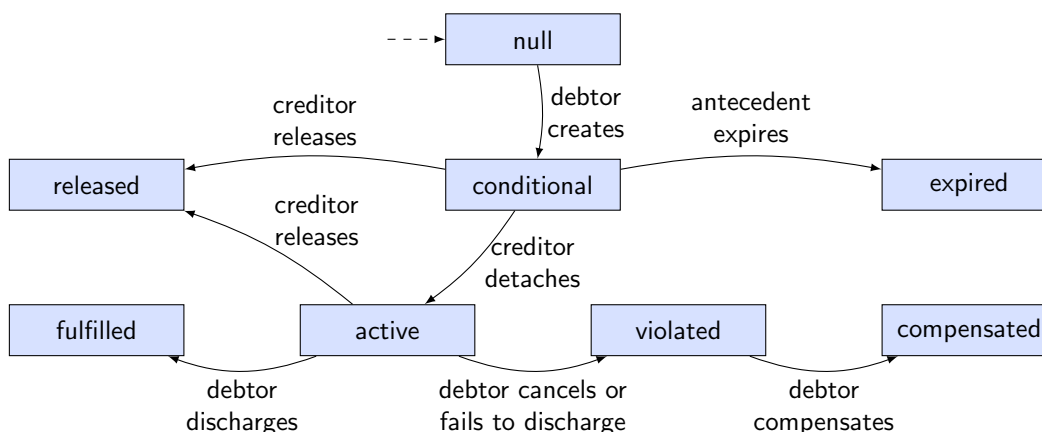 null
debtor
creates
creditor
releases
antecedent
expires
released
conditional
expired
creditor
releases
creditor
detaches
fulfilled
active
violated
compensated
debtor
discharges
debtor cancels or
fails to discharge
debtor
compensates